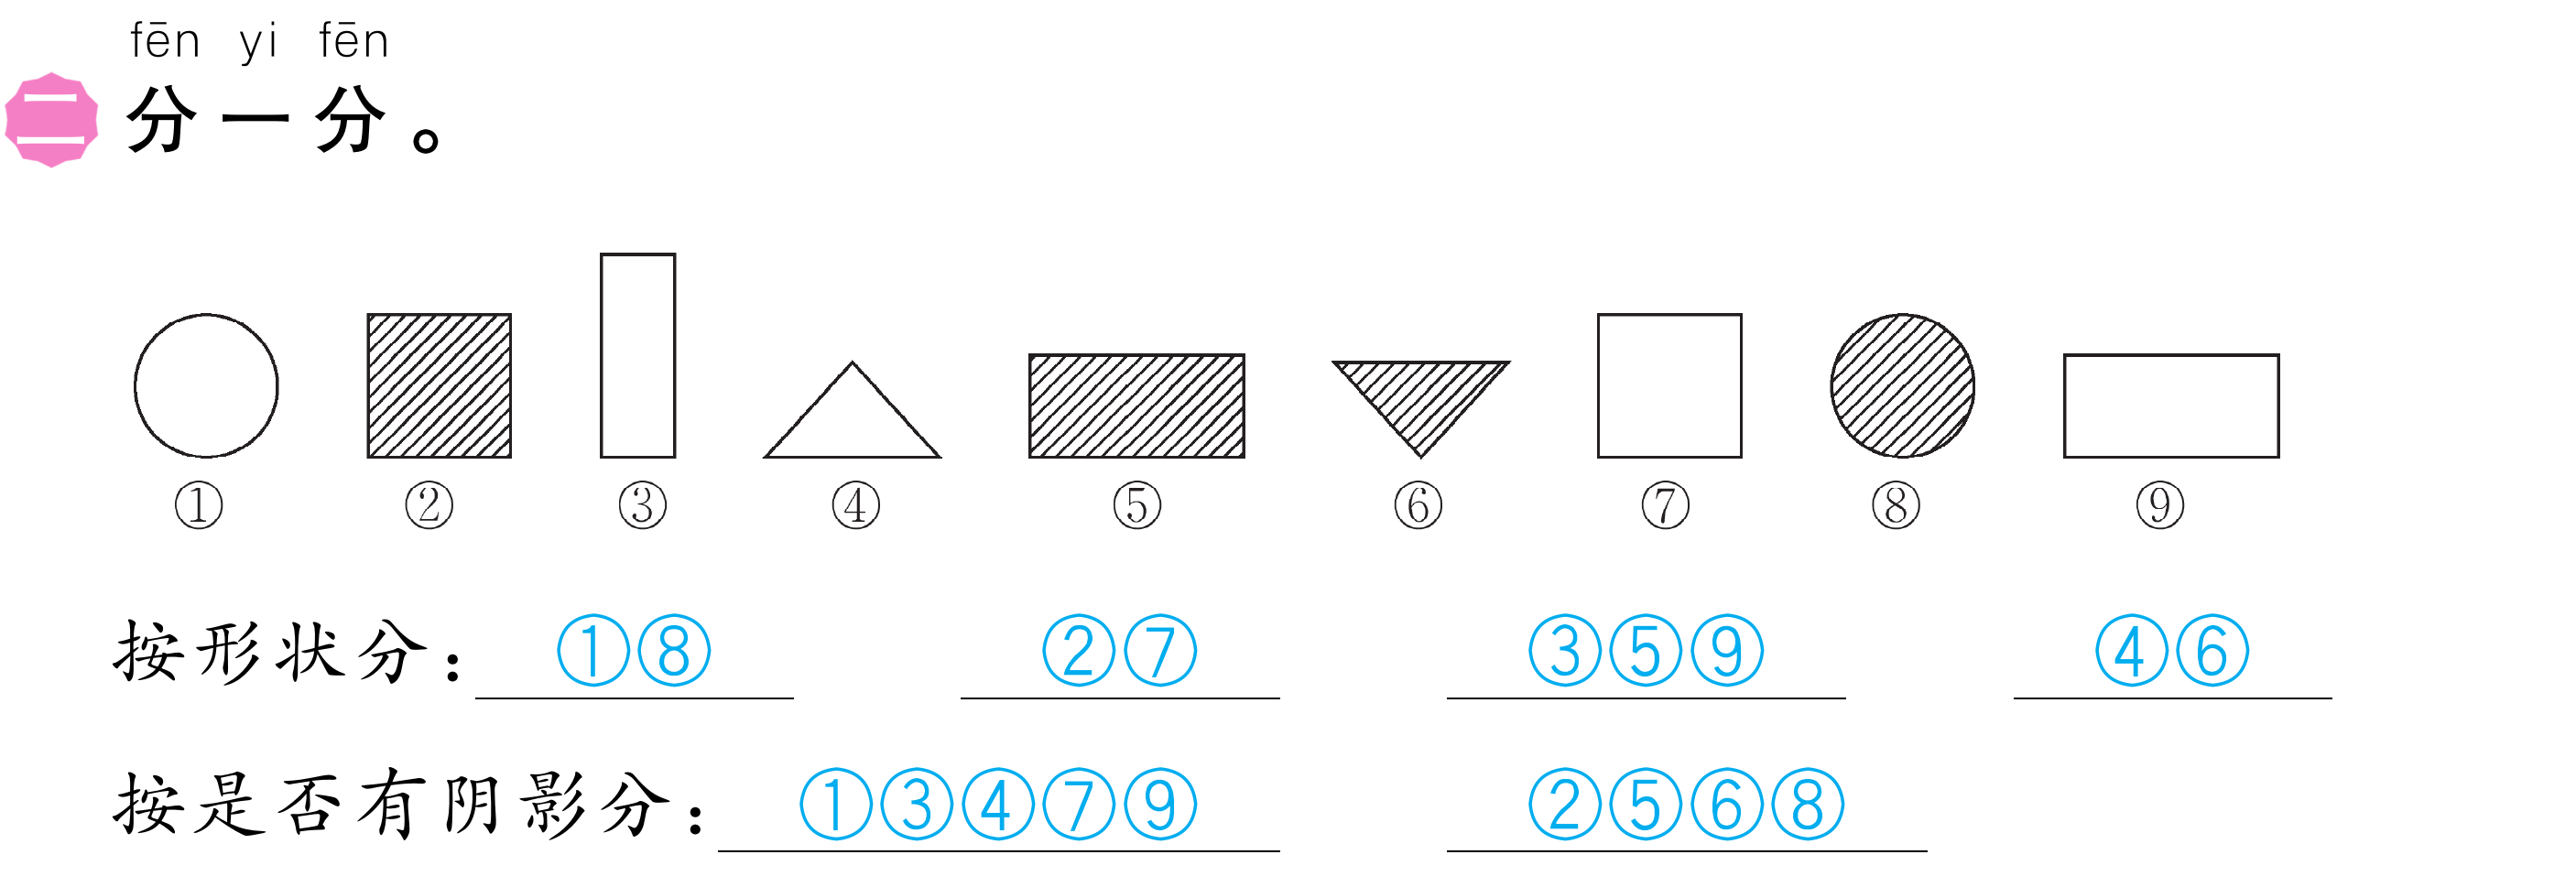 fēn yi fēn
二 分一分。
① ② ③ ④ ⑤ ⑥ ⑦ ⑧ ⑨
按形状分：①⑧ ②⑦ ③⑤⑨ ④⑥
按是否有阴影分：①③④⑦⑨ ②⑤⑥⑧